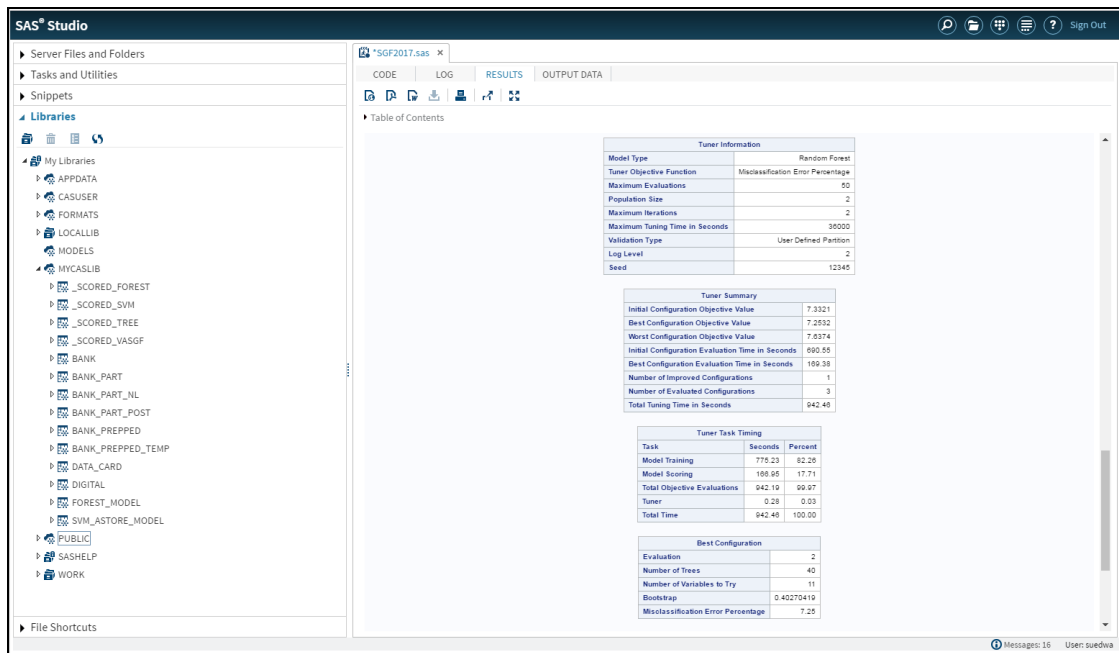 SAS® Studio
Sign Out
Server Files and Folders
Tasks and Utilities
Snippets
Libraries
My Libraries
APPDATA
CASUSER
FORMATS
LOCALLIB
MODELS
MYCASLIB
_SCORED_FOREST
_SCORED_SVM
_SCORED_TREE
_SCORED_VASGF
BANK
BANK_PART
BANK_PART_NL
BANK_PART_POST
BANK_PREPPED
BANK_PREPPED_TEMP
DATA_CARD
DIGITAL
FOREST_MODEL
SVM_ASTORE_MODEL
PUBLIC
SASHELP
WORK
File Shortcuts
*SGF2017.sas ×
CODE LOG RESULTS OUTPUT DATA
Table of Contents
Tuner Information
Model Type Random Forest
Tuner Objective Function Misclassification Error Percentage
Maximum Evaluations 50
Population Size 2
Maximum Iterations 2
Maximum Tuning Time in Seconds 36000
Validation Type User Defined Partition
Log Level 2
Seed 12345
Tuner Summary
Initial Configuration Objective Value 7.3321
Best Configuration Objective Value 7.2532
Worst Configuration Objective Value 7.6374
Initial Configuration Evaluation Time in Seconds 690.55
Best Configuration Evaluation Time in Seconds 169.38
Number of Improved Configurations 1
Number of Evaluated Configurations 3
Total Tuning Time in Seconds 942.46
Tuner Task Timing
Task Seconds Percent
Model Training 775.23 82.26
Model Scoring 166.95 17.71
Total Objective Evaluations 942.19 99.97
Tuner 0.28 0.03
Total Time 942.46 100.00
Best Configuration
Evaluation 2
Number of Trees 40
Number of Variables to Try 11
Bootstrap 0.40270419
Misclassification Error Percentage 7.25
Messages: 16 User: suedwa